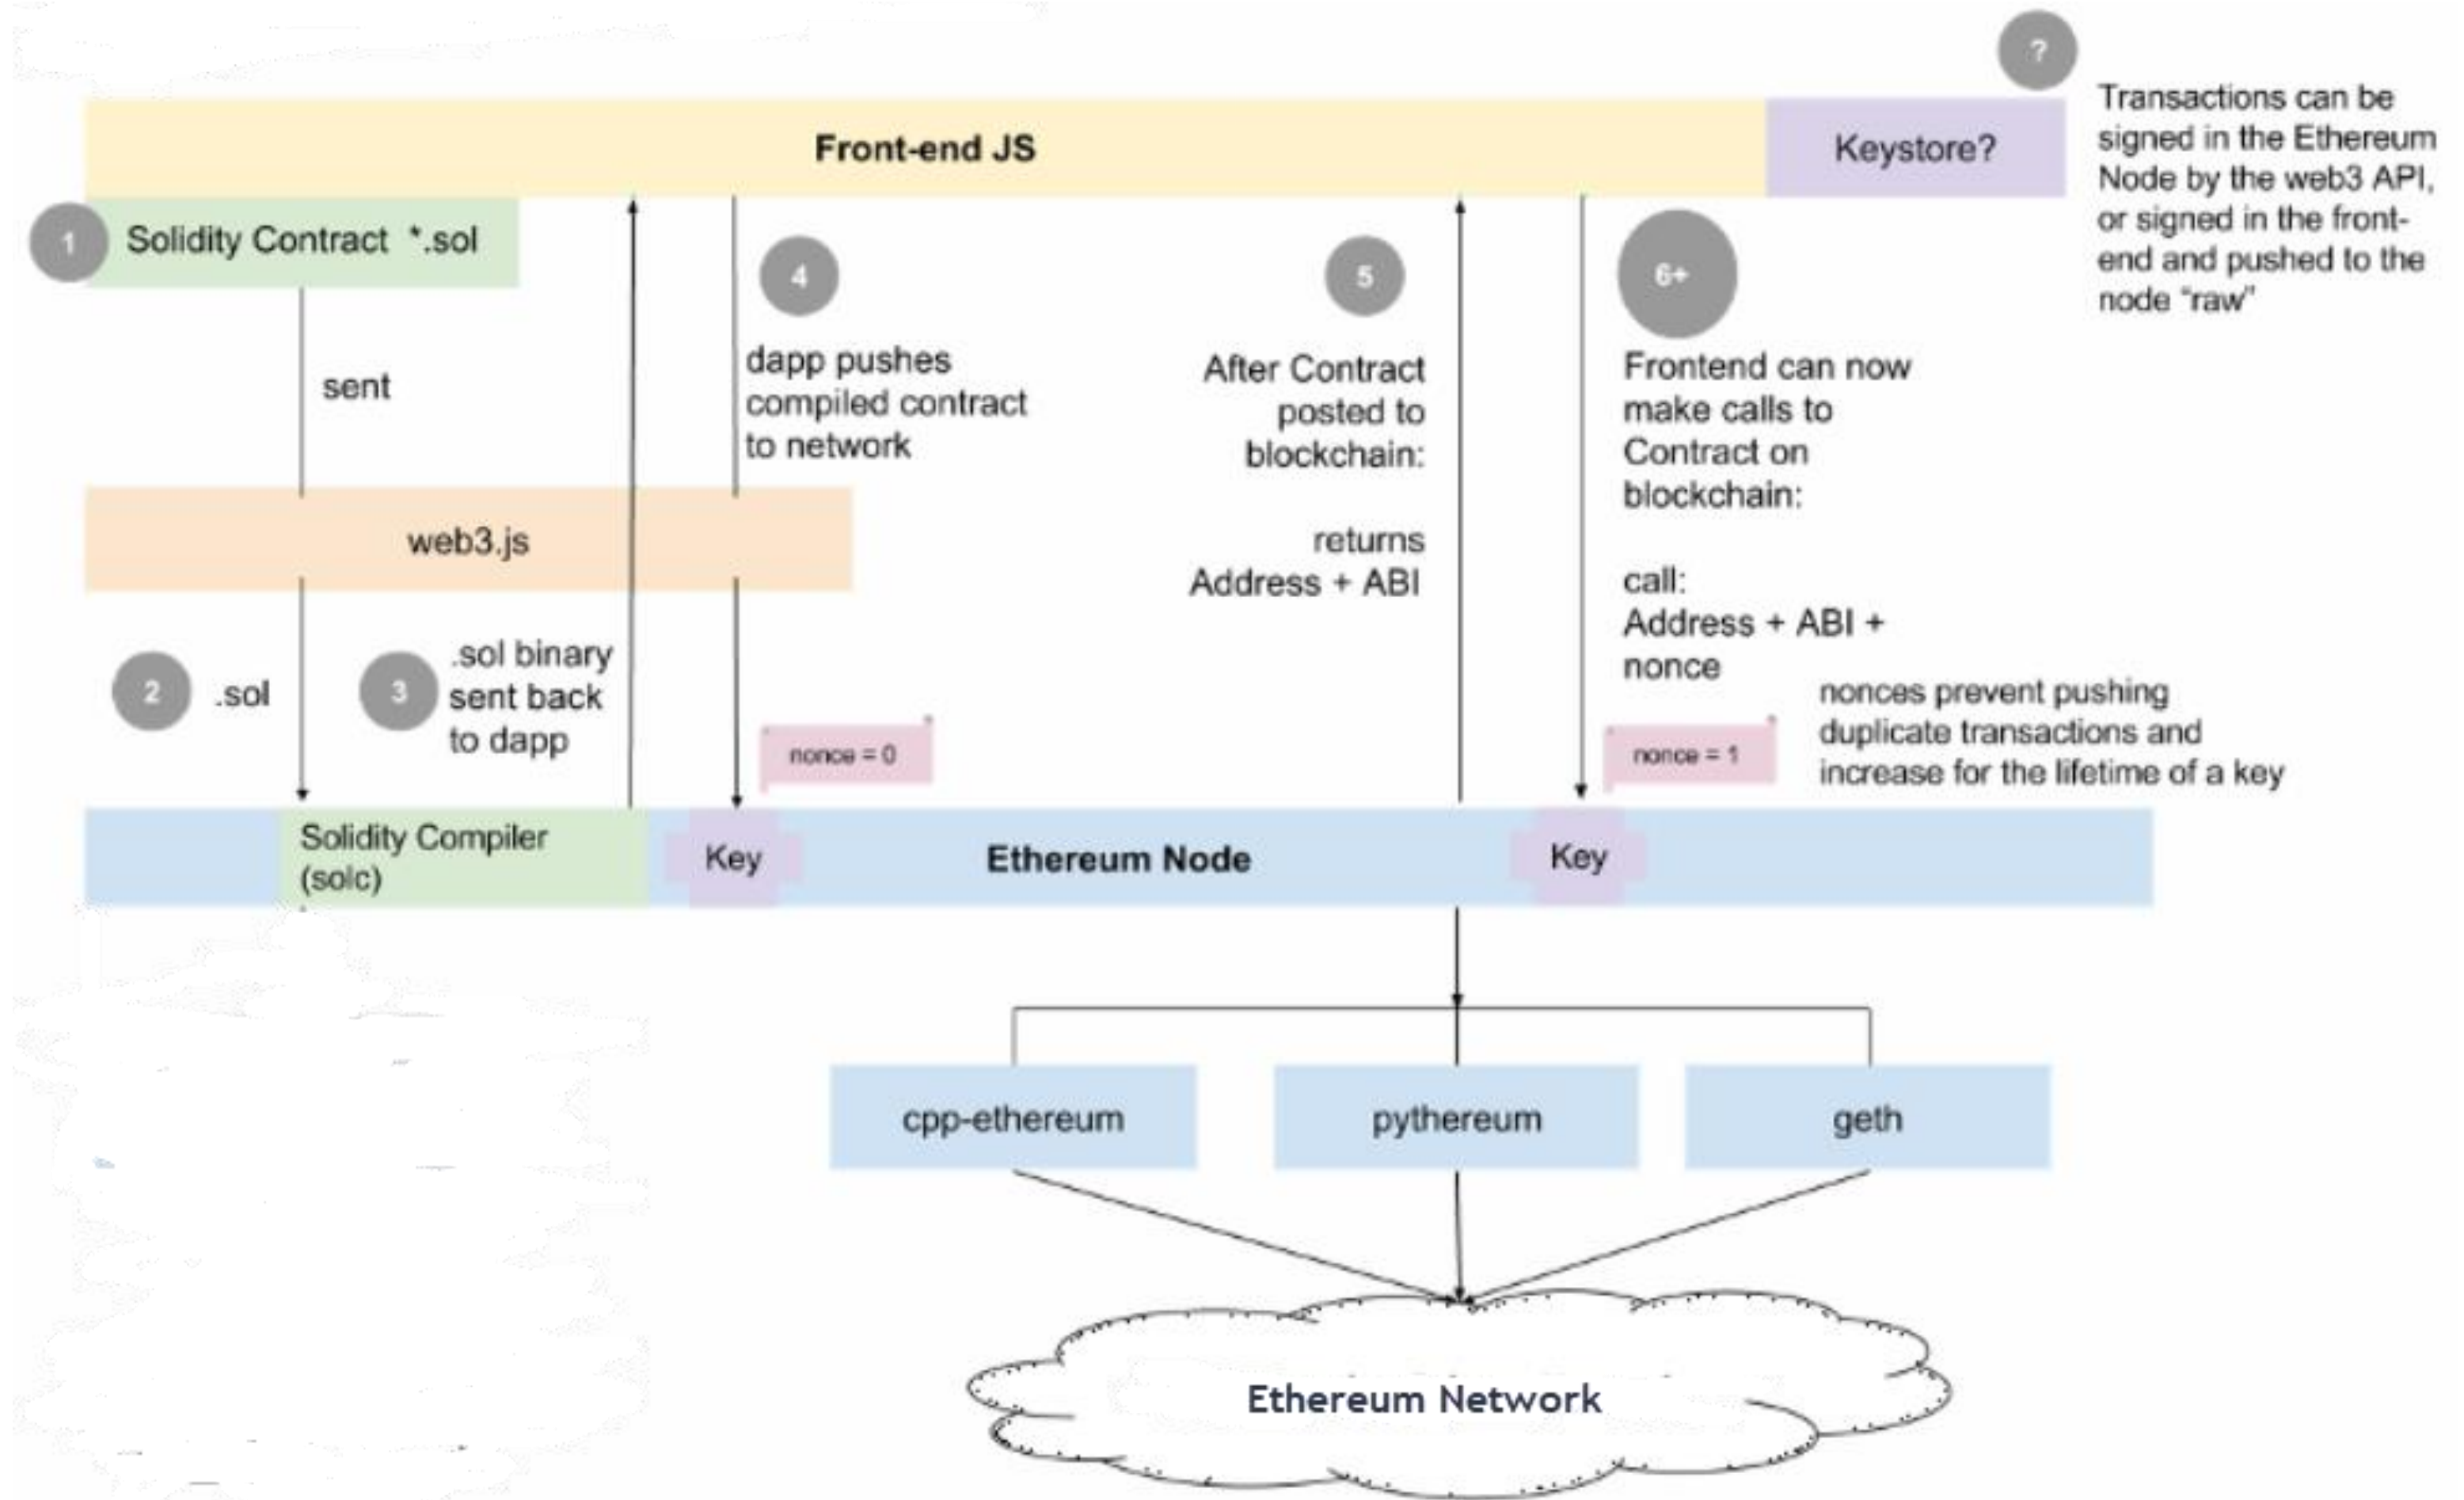 ?
Transactions can be
signed in the Ethereum
Node by the web3 API,
or signed in the front-
end and pushed to the
node "raw"
Front-end JS
Keystore?
1
Solidity Contract *.sol
sent
4
dapp pushes
compiled contract
to network
5
After Contract
posted to
blockchain:
returns
Address + ABI
6+
Frontend can now
make calls to
Contract on
blockchain:
call:
Address + ABI +
nonce
web3.js
2
.sol
3
.sol binary
sent back
to dapp
nonce = 0
nonce = 1
nonces prevent pushing
duplicate transactions and
increase for the lifetime of a key
Solidity Compiler
(solc)
Key
Ethereum Node
Key
cpp-ethereum
pythereum
geth
Ethereum Network